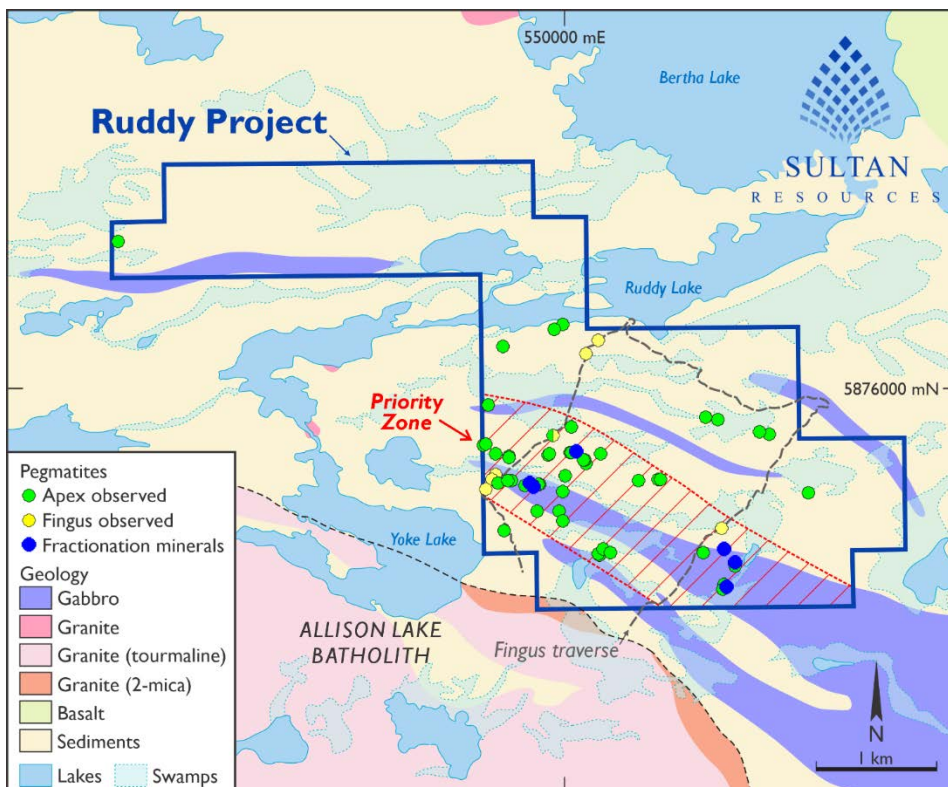 550000 mE
Bertha Lake
Ruddy Project
SULTAN
RESOURCES
Ruddy Lake
5876000 mN
Priority
Zone
Pegmatites
Apex observed
Fingus observed
Fractionation minerals
Geology
Gabbro
Granite
Granite (tourmaline)
Granite (2-mica)
Basalt
Sediments
Lakes
Swamps
Yoke Lake
ALLISON LAKE
BATHOLITH
Fingus traverse
N
1 km